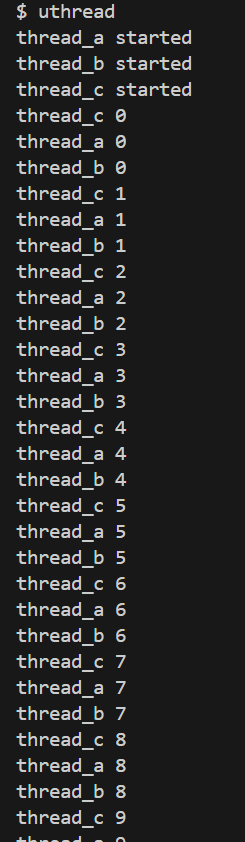 $ uthread
thread_a started
thread_b started
thread_c started
thread_c 0
thread_a 0
thread_b 0
thread_c 1
thread_a 1
thread_b 1
thread_c 2
thread_a 2
thread_b 2
thread_c 3
thread_a 3
thread_b 3
thread_c 4
thread_a 4
thread_b 4
thread_c 5
thread_a 5
thread_b 5
thread_c 6
thread_a 6
thread_b 6
thread_c 7
thread_a 7
thread_b 7
thread_c 8
thread_a 8
thread_b 8
thread_c 9
thread_a 9